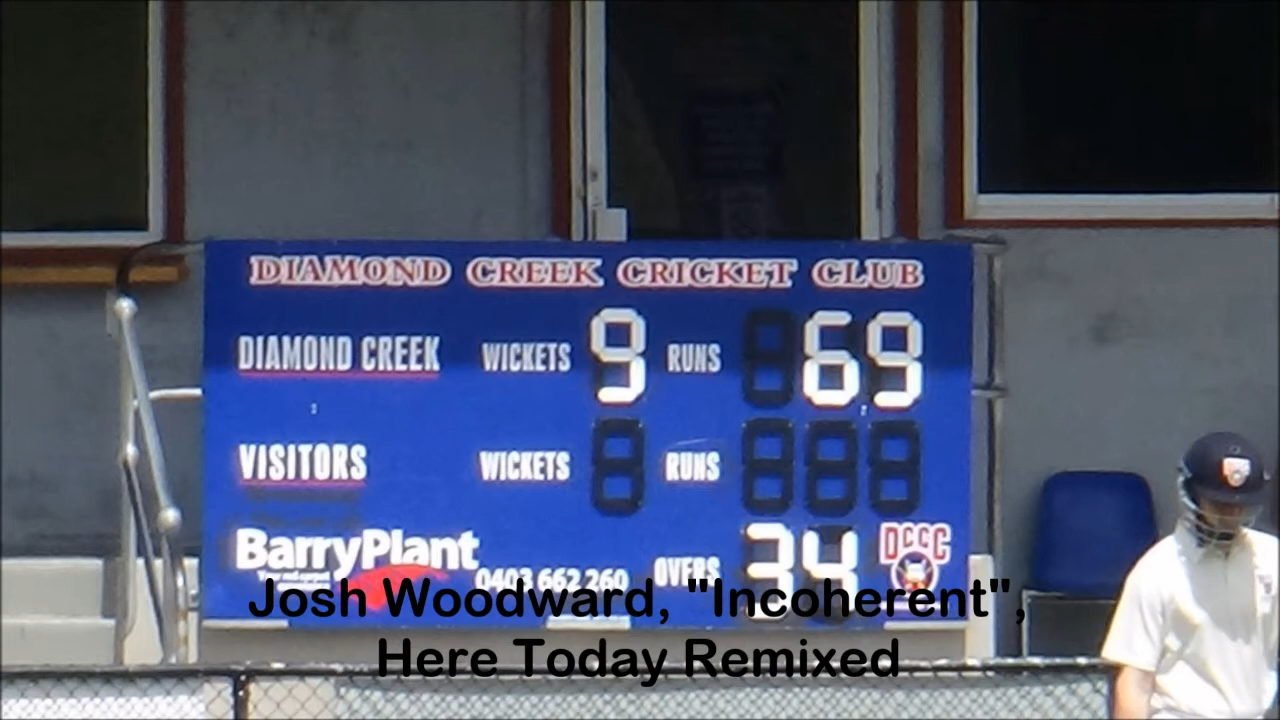 DIAMOND CREEK CRICKET CLUB
DIAMOND CREEK WICKETS 9 RUNS 69
VISITORS WICKETS RUNS
BarryPlant 0403 662 260 OVERS 34 DCCC
Josh Woodward, "Incoherent",
Here Today Remixed